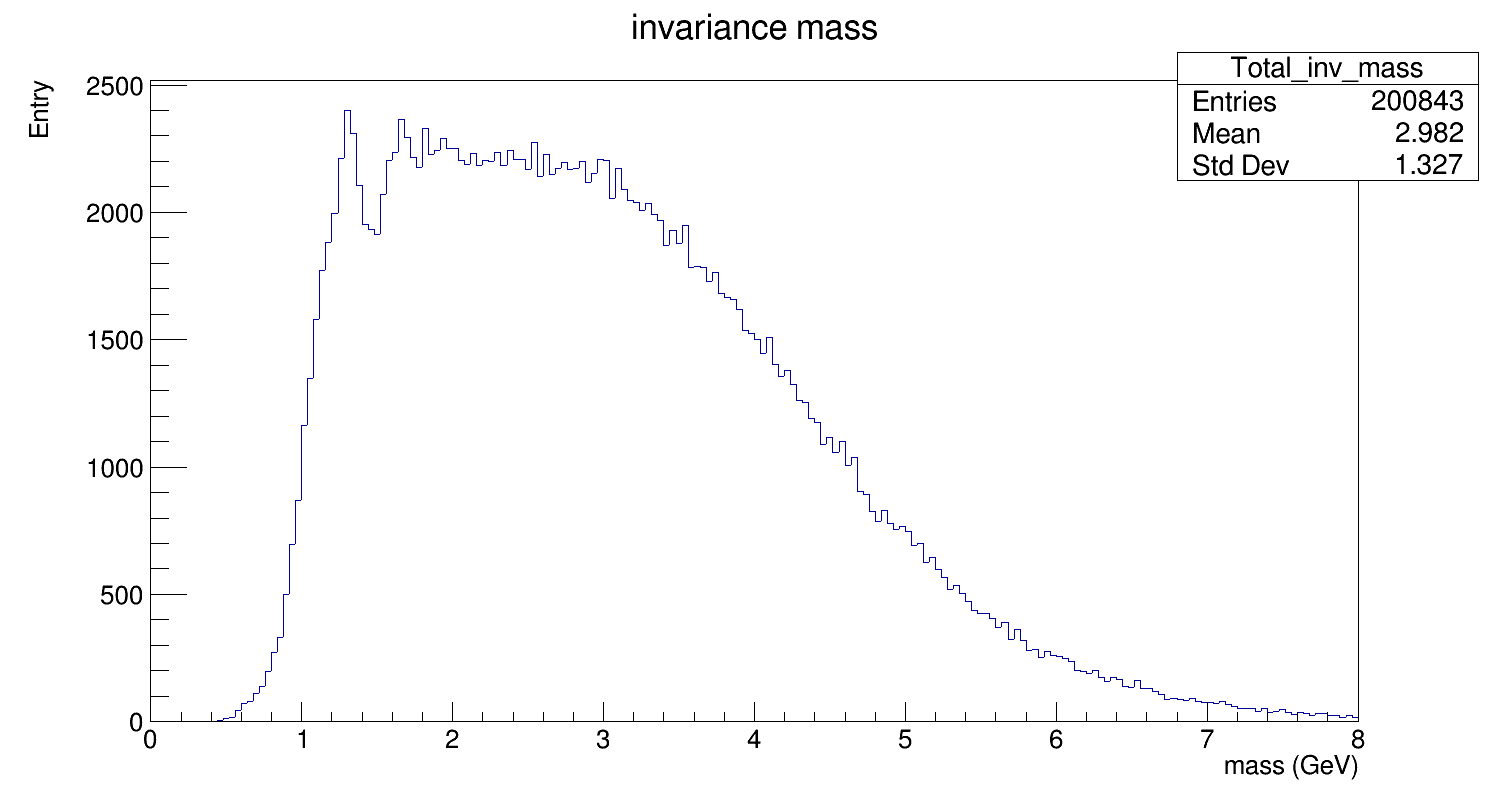 invariance mass
Entry
Total_inv_mass
Entries 200843
Mean 2.982
Std Dev 1.327
2500
2000
1500
1000
500
0
0 1 2 3 4 5 6 7 8
mass (GeV)